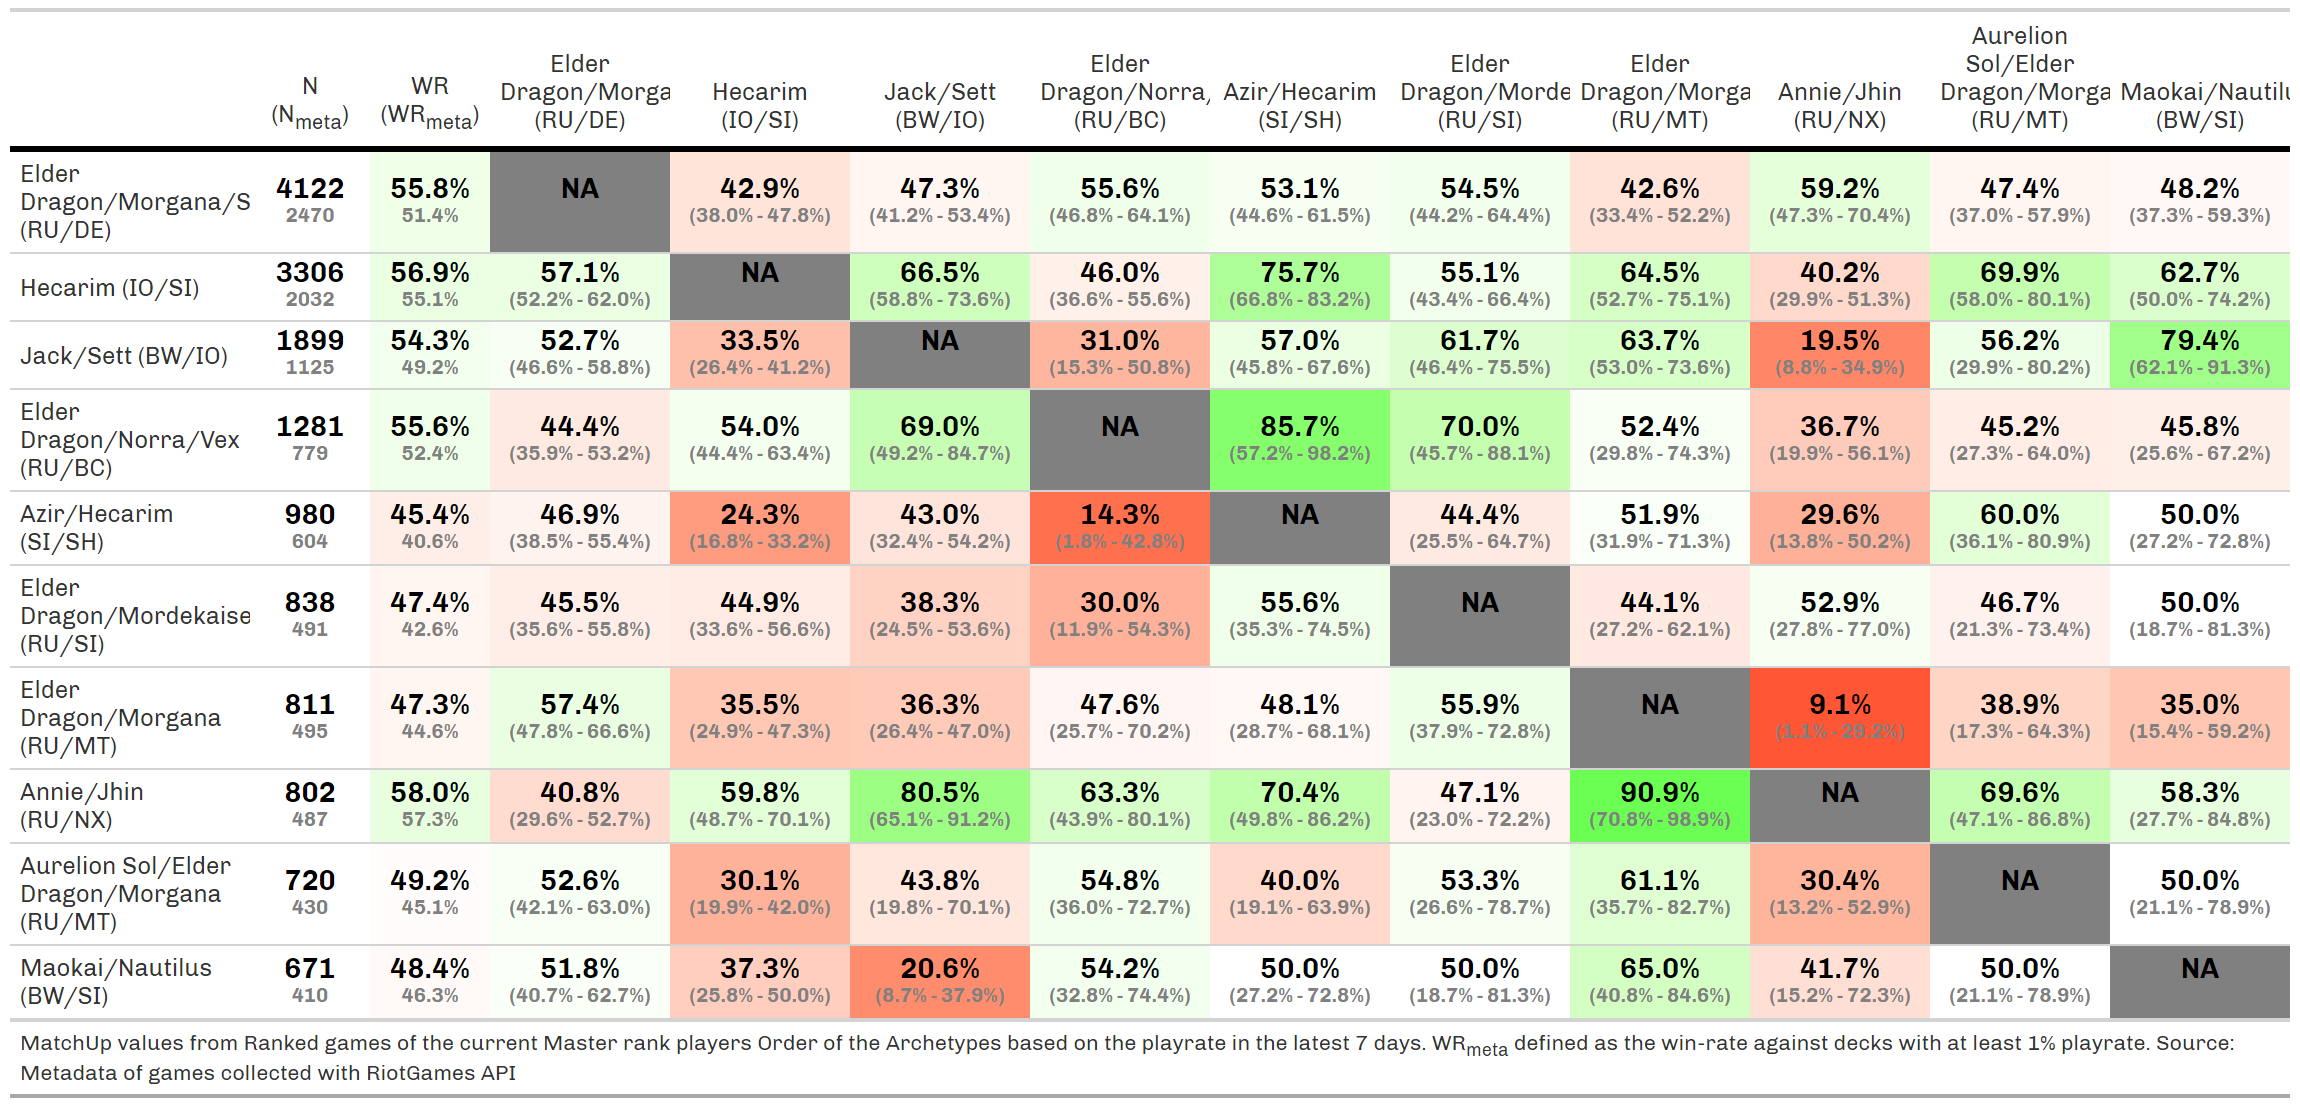 N
(Nmeta)
WR
(WRmeta)
Elder
Dragon/Morga
(RU/DE)
Hecarim
(IO/SI)
Jack/Sett
(BW/IO)
Elder
Dragon/Norra/
(RU/BC)
Azir/Hecarim
(SI/SH)
Elder
Dragon/Morde
(RU/SI)
Elder
Dragon/Morga
(RU/MT)
Annie/Jhin
(RU/NX)
Aurelion
Sol/Elder
Dragon/Morga
(RU/MT)
Maokai/Nautilu
(BW/SI)
Elder
Dragon/Morgana/S
(RU/DE)
4122 55.8% NA 42.9% 47.3% 55.6% 53.1% 54.5% 42.6% 59.2% 47.4% 48.2%
2470 51.4% (38.0% - 47.8%) (41.2% - 53.4%) (46.8% - 64.1%) (44.6% - 61.5%) (44.2% - 64.4%) (33.4% - 52.2%) (47.3% - 70.4%) (37.0% - 57.9%) (37.3% - 59.3%)
Hecarim (IO/SI)
3306 56.9% 57.1% NA 66.5% 46.0% 75.7% 55.1% 64.5% 40.2% 69.9% 62.7%
2032 55.1% (52.2% - 62.0%) (58.8% - 73.6%) (36.6% - 55.6%) (66.8% - 83.2%) (43.4% - 66.4%) (52.7% - 75.1%) (29.9% - 51.3%) (58.0% - 80.1%) (50.0% - 74.2%)
Jack/Sett (BW/IO)
1899 54.3% 52.7% 33.5% NA 31.0% 57.0% 61.7% 63.7% 19.5% 56.2% 79.4%
1125 49.2% (46.6% - 58.8%) (26.4% - 41.2%) (15.3% - 50.8%) (45.8% - 67.6%) (46.4% - 75.5%) (53.0% - 73.6%) (8.8% - 34.9%) (29.9% - 80.2%) (62.1% - 91.3%)
Elder
Dragon/Norra/Vex
(RU/BC)
1281 55.6% 44.4% 54.0% 69.0% NA 85.7% 70.0% 52.4% 36.7% 45.2% 45.8%
779 52.4% (35.9% - 53.2%) (44.4% - 63.4%) (49.2% - 84.7%) (57.2% - 98.2%) (45.7% - 88.1%) (29.8% - 74.3%) (19.9% - 56.1%) (27.3% - 64.0%) (25.6% - 67.2%)
Azir/Hecarim
(SI/SH)
980 45.4% 46.9% 24.3% 43.0% 14.3% NA 44.4% 51.9% 29.6% 60.0% 50.0%
604 40.6% (38.5% - 55.4%) (16.8% - 33.2%) (32.4% - 54.2%) (1.8% - 42.8%) (25.5% - 64.7%) (31.9% - 71.3%) (13.8% - 50.2%) (36.1% - 80.9%) (27.2% - 72.8%)
Elder
Dragon/Mordekaise
(RU/SI)
838 47.4% 45.5% 44.9% 38.3% 30.0% 55.6% NA 44.1% 52.9% 46.7% 50.0%
491 42.6% (35.6% - 55.8%) (33.6% - 56.6%) (24.5% - 53.6%) (11.9% - 54.3%) (35.3% - 74.5%) (27.2% - 62.1%) (27.8% - 77.0%) (21.3% - 73.4%) (18.7% - 81.3%)
Elder
Dragon/Morgana
(RU/MT)
811 47.3% 57.4% 35.5% 36.3% 47.6% 48.1% 55.9% NA 9.1% 38.9% 35.0%
495 44.6% (47.8% - 66.6%) (24.9% - 47.3%) (26.4% - 47.0%) (25.7% - 70.2%) (28.7% - 68.1%) (37.9% - 72.8%) (1.1% - 29.2%) (17.3% - 64.3%) (15.4% - 59.2%)
Annie/Jhin
(RU/NX)
802 58.0% 40.8% 59.8% 80.5% 63.3% 70.4% 47.1% 90.9% NA 69.6% 58.3%
487 57.3% (29.6% - 52.7%) (48.7% - 70.1%) (65.1% - 91.2%) (43.9% - 80.1%) (49.8% - 86.2%) (23.0% - 72.2%) (70.8% - 98.9%) (47.1% - 86.8%) (27.7% - 84.8%)
Aurelion Sol/Elder
Dragon/Morgana
(RU/MT)
720 49.2% 52.6% 30.1% 43.8% 54.8% 40.0% 53.3% 61.1% 30.4% NA 50.0%
430 45.1% (42.1% - 63.0%) (19.9% - 42.0%) (19.8% - 70.1%) (36.0% - 72.7%) (19.1% - 63.9%) (26.6% - 78.7%) (35.7% - 82.7%) (13.2% - 52.9%) (21.1% - 78.9%)
Maokai/Nautilus
(BW/SI)
671 48.4% 51.8% 37.3% 20.6% 54.2% 50.0% 50.0% 65.0% 41.7% 50.0% NA
410 46.3% (40.7% - 62.7%) (25.8% - 50.0%) (8.7% - 37.9%) (32.8% - 74.4%) (27.2% - 72.8%) (18.7% - 81.3%) (40.8% - 84.6%) (15.2% - 72.3%) (21.1% - 78.9%)
MatchUp values from Ranked games of the current Master rank players Order of the Archetypes based on the playrate in the latest 7 days. WRmeta defined as the win-rate against decks with at least 1% playrate. Source:
Metadata of games collected with RiotGames API